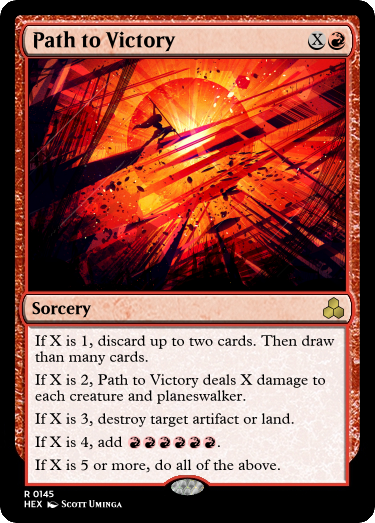 Path to Victory
X R
Sorcery
If X is 1, discard up to two cards. Then draw
than many cards.
If X is 2, Path to Victory deals X damage to
each creature and planeswalker.
If X is 3, destroy target artifact or land.
If X is 4, add .
If X is 5 or more, do all of the above.
R 0145
HEX Scott Uminga